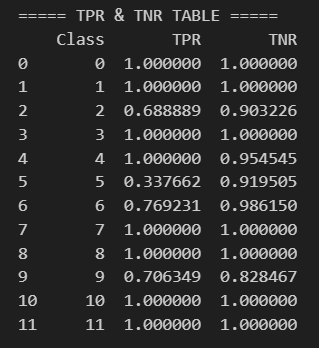 ===== TPR & TNR TABLE =====
Class TPR TNR
0 0 1.000000 1.000000
1 1 1.000000 1.000000
2 2 0.688889 0.903226
3 3 1.000000 1.000000
4 4 1.000000 0.954545
5 5 0.337662 0.919505
6 6 0.769231 0.986150
7 7 1.000000 1.000000
8 8 1.000000 1.000000
9 9 0.706349 0.828467
10 10 1.000000 1.000000
11 11 1.000000 1.000000